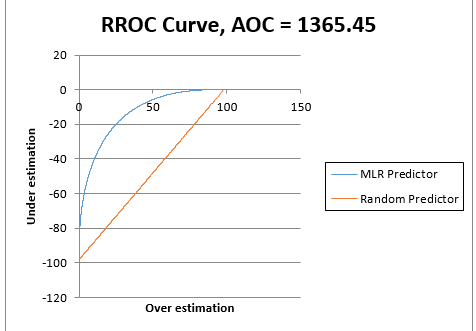 RROC Curve, AOC = 1365.45
20
0
0 50 100 150
-20
-40
-60
-80
-100
-120
Under estimation
Over estimation
MLR Predictor
Random Predictor